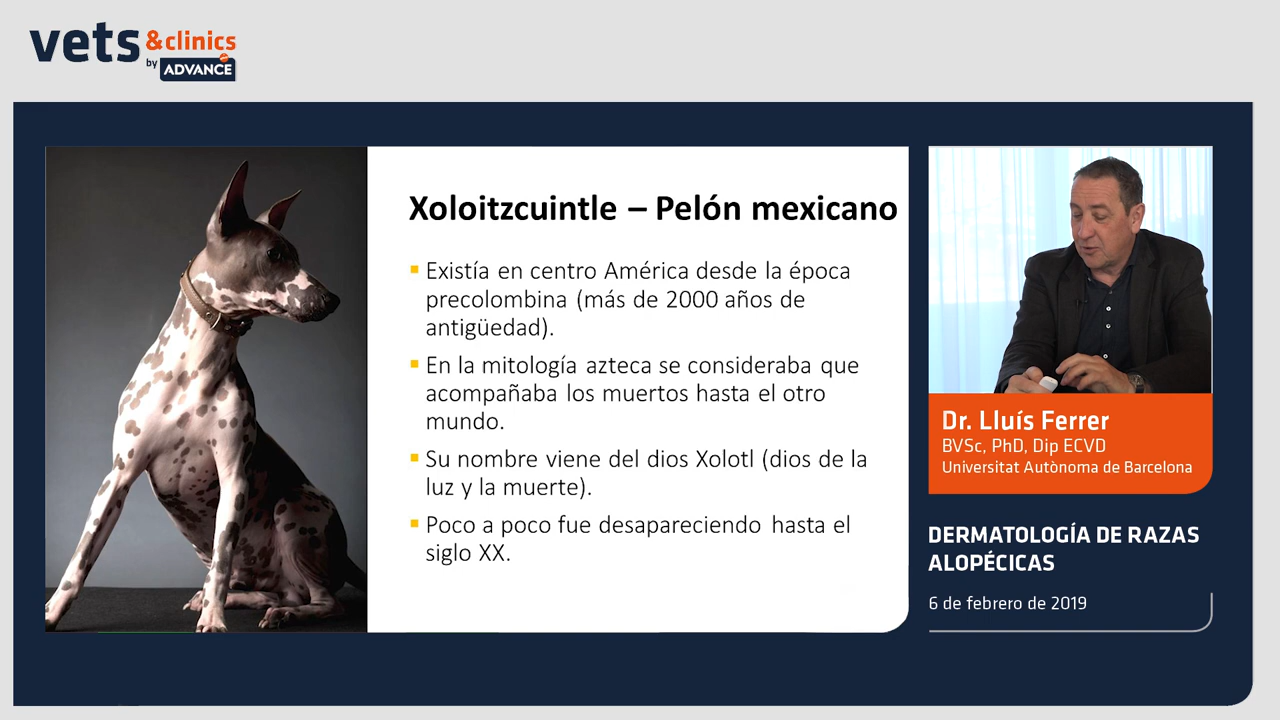 vets &clinics
by ADVANCE
Xoloitzcuintle – Pelón mexicano
Existía en centro América desde la época
precolombina (más de 2000 años de
antigüedad).
En la mitología azteca se consideraba que
acompañaba los muertos hasta el otro
mundo.
Su nombre viene del dios Xolotl (dios de la
luz y la muerte).
Poco a poco fue desapareciendo hasta el
siglo XX.
Dr. Lluís Ferrer
BVSc, PhD, Dip ECVD
Universitat Autònoma de Barcelona
DERMATOLOGÍA DE RAZAS
ALOPÉCICAS
6 de febrero de 2019